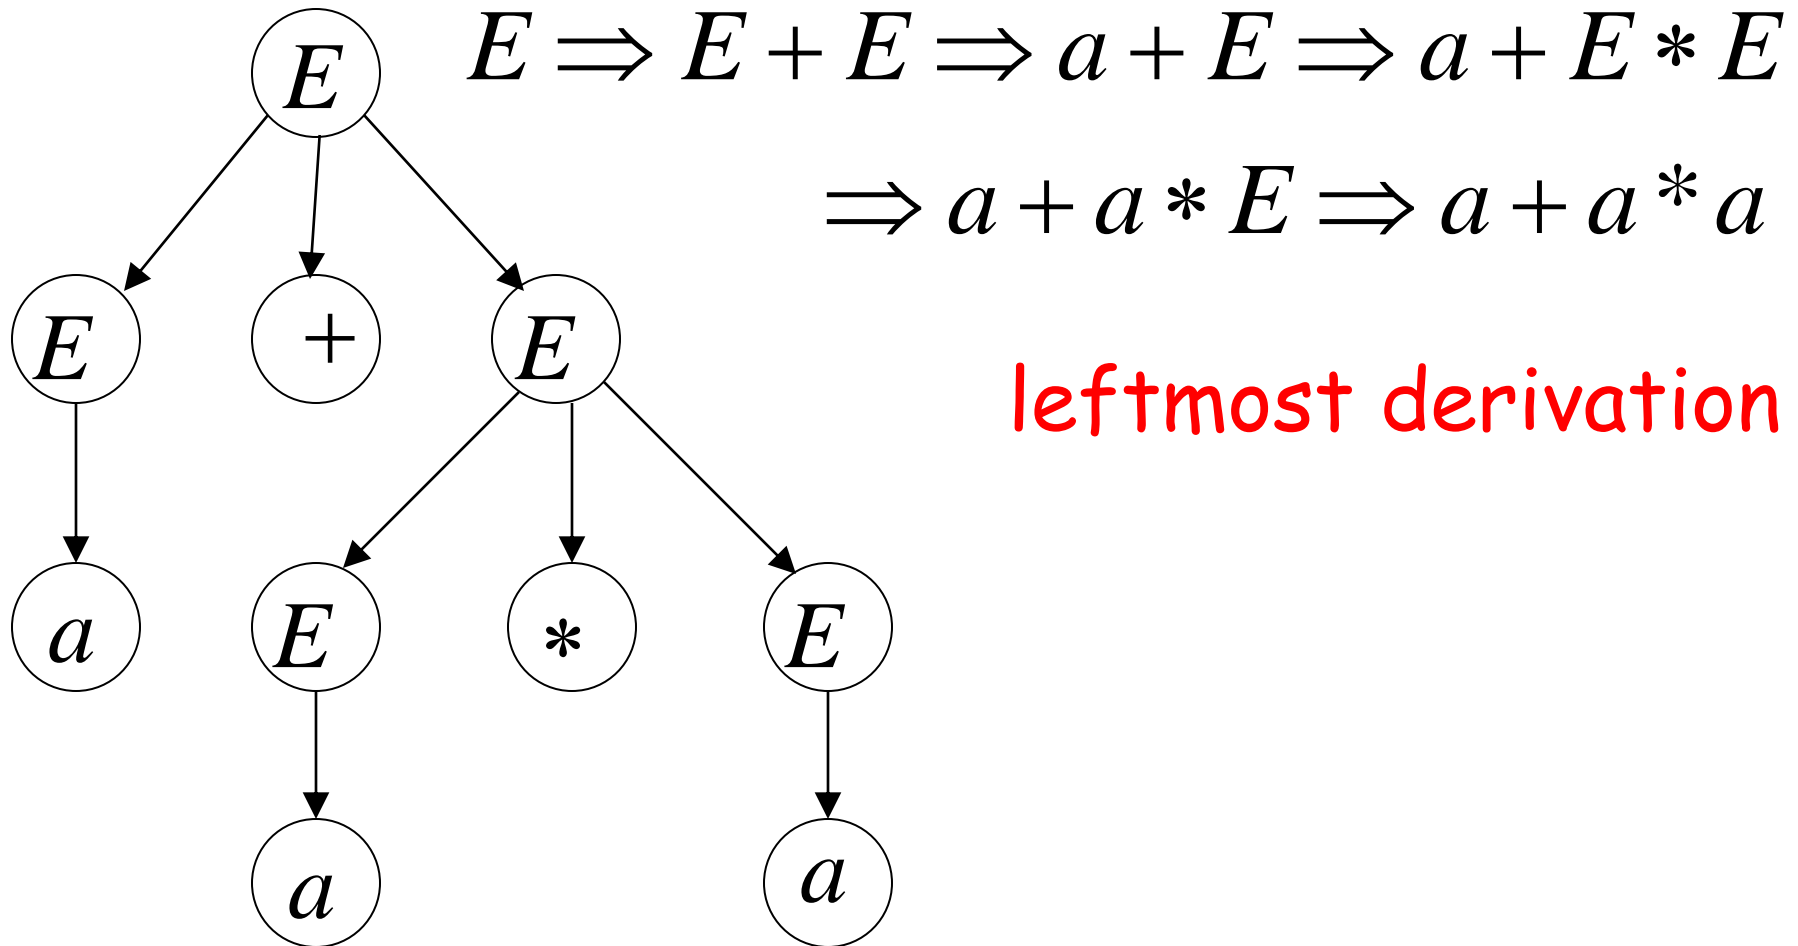 E ⇒ E + E ⇒ a + E ⇒ a + E * E
⇒ a + a * E ⇒ a + a * a
leftmost derivation
E
E + E
a E * E
a a